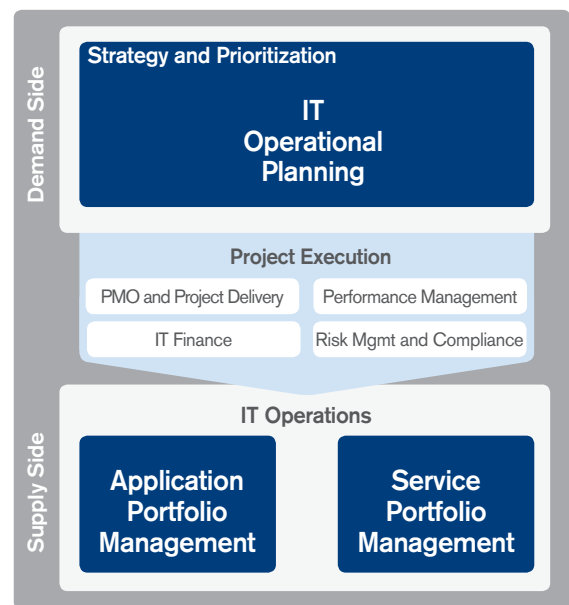 Demand Side
Strategy and Prioritization
IT
Operational
Planning
Project Execution
PMO and Project Delivery
Performance Management
IT Finance
Risk Mgmt and Compliance
Supply Side
IT Operations
Application
Portfolio
Management
Service
Portfolio
Management